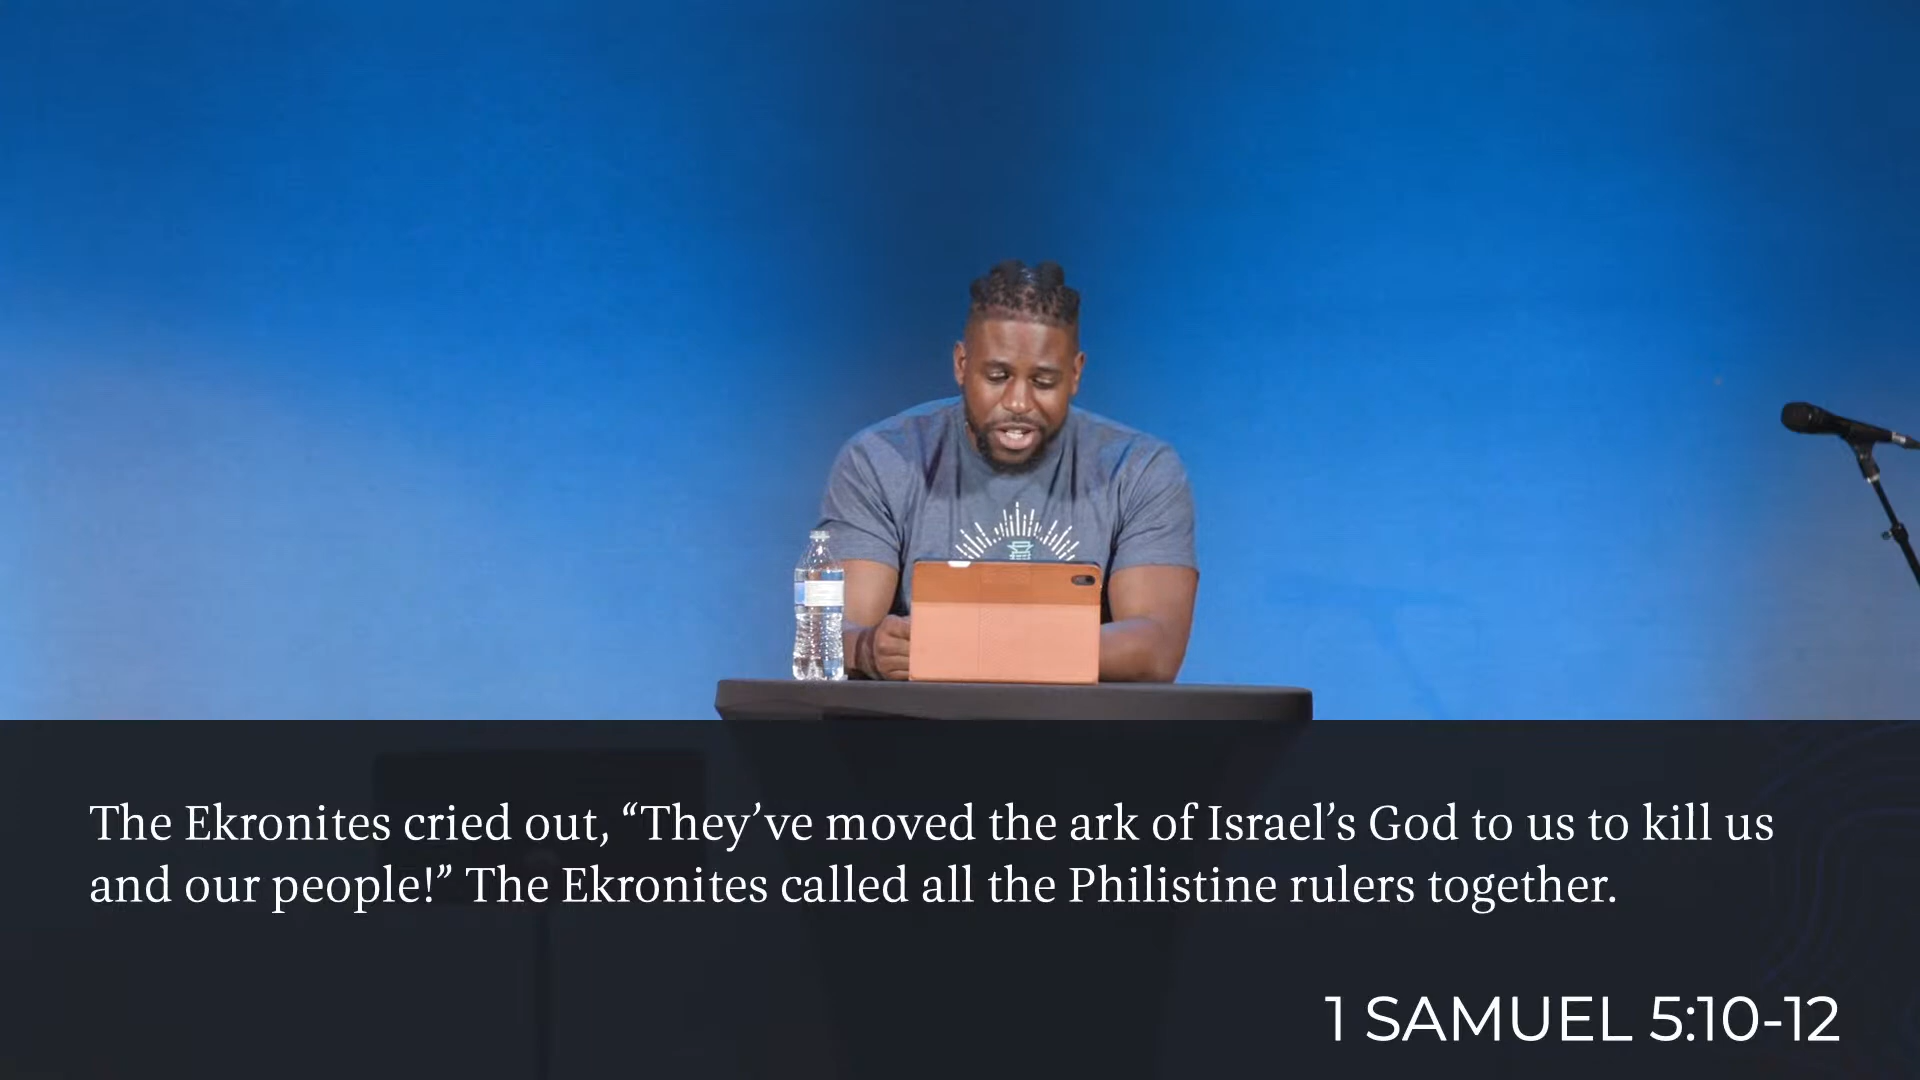 The Ekronites cried out, “They’ve moved the ark of Israel’s God to us to kill us
and our people!” The Ekronites called all the Philistine rulers together.
1 SAMUEL 5:10-12